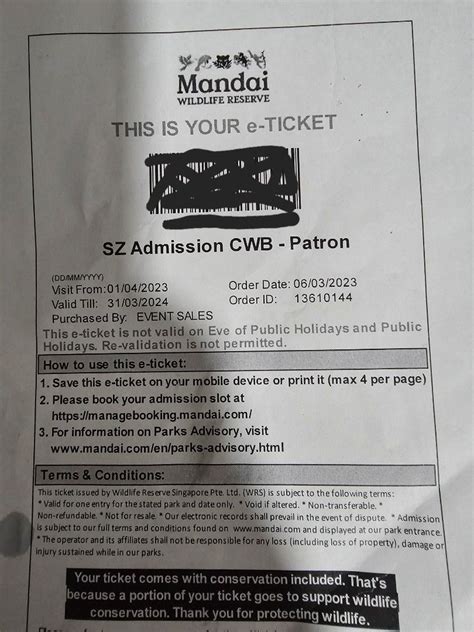 Mandai
WILDLIFE RESERVE
THIS IS YOUR e-TICKET
SZ Admission CWB - Patron
(DD/MM/YYYY)
Visit From: 01/04/2023 Order Date: 06/03/2023
Valid Till: 31/03/2024 Order ID: 13610144
Purchased By: EVENT SALES
This e-ticket is not valid on Eve of Public Holidays and Public
Holidays. Re-validation is not permitted.
How to use this e-ticket:
1. Save this e-ticket on your mobile device or print it (max 4 per page)
2. Please book your admission slot at
https://managebooking.mandai.com/
3. For information on Parks Advisory, visit
www.mandai.com/en/parks-advisory.html
Terms & Conditions:
This ticket issued by Wildlife Reserve Singapore Pte. Ltd. (WRS) is subject to the following terms:
* Valid for one entry for the stated park and date only. * Void if altered. * Non-transferable. *
Non-refundable. * Not for resale. * Our electronic records shall prevail in the event of dispute. * Admission
is subject to our full terms and conditions found on www.mandai.com and displayed at our park entrance.
* The operator and its affiliates shall not be responsible for any loss (including loss of property), damage or
injury sustained while in our parks.
Your ticket comes with conservation included. That's
because a portion of your ticket goes to support wildlife
conservation. Thank you for protecting wildlife.